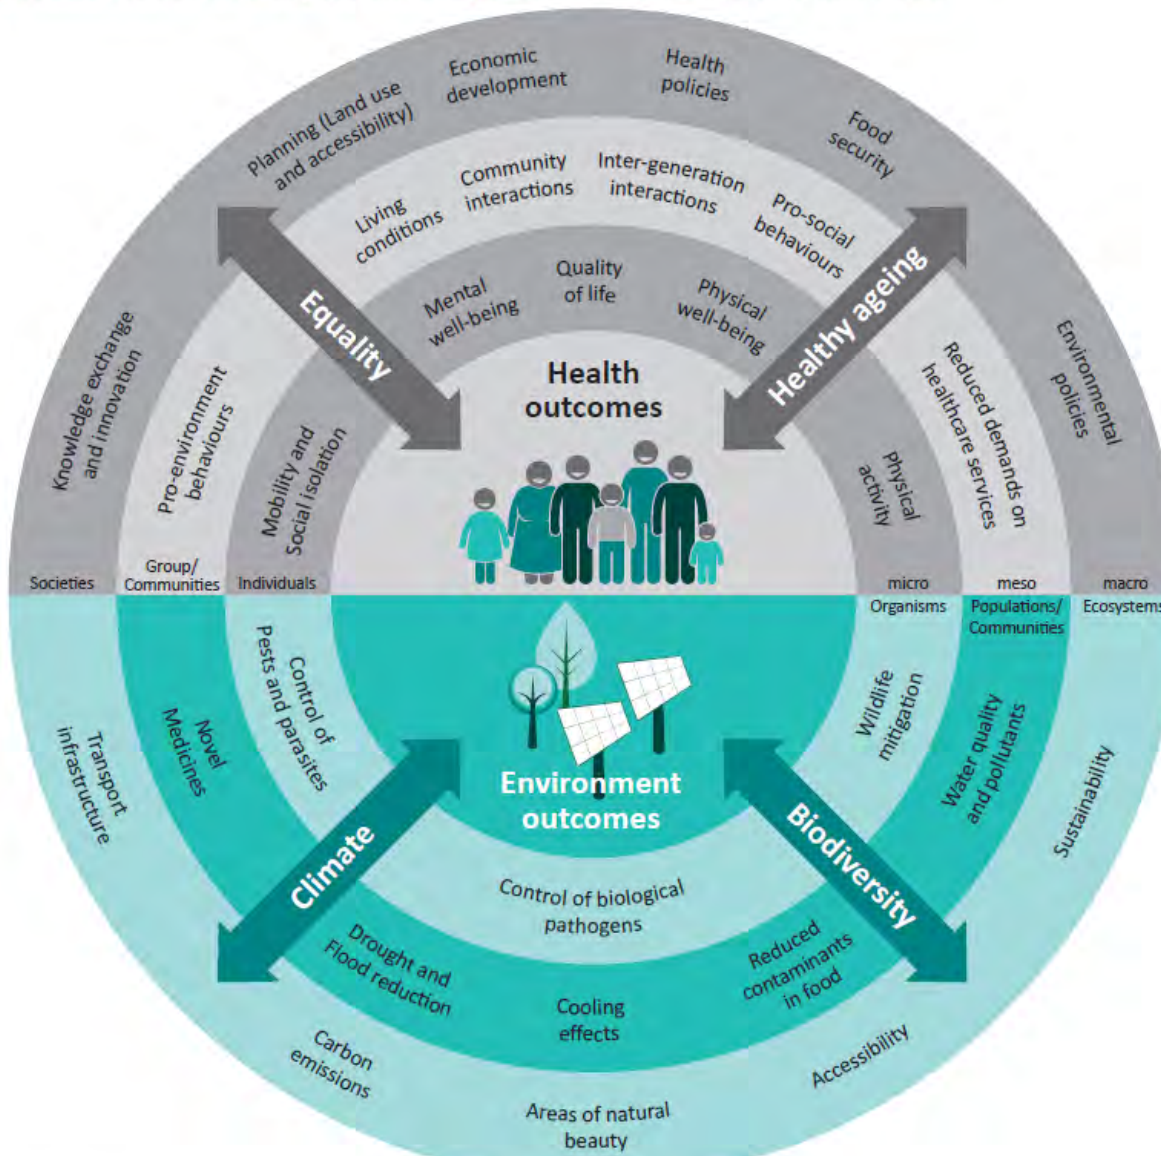 Economic
development
Health
policies
Planning (Land use
and accessibility)
Food
security
Community
interactions
Inter-generation
interactions
Living
conditions
Pro-social
behaviours
Quality
of life
Mental
well-being
Physical
well-being
Equality
Healthy ageing
Knowledge exchange
and innovation
Pro-environment
behaviours
Mobility and
Social isolation
Health
outcomes
Physical
activity
Reduced demands on
healthcare services
Environmental
policies
Societies
Group/
Communities
Individuals
micro
meso
macro
Organisms
Populations/
Communities
Ecosystems
Transport
infrastructure
Novel
Medicines
Control of
Pests and parasites
Wildlife
mitigation
Water quality
and pollutants
Sustainability
Environment
outcomes
Climate
Biodiversity
Control of biological
pathogens
Drought and
Flood reduction
Cooling
effects
Reduced
contaminants
in food
Carbon
emissions
Areas of natural
beauty
Accessibility